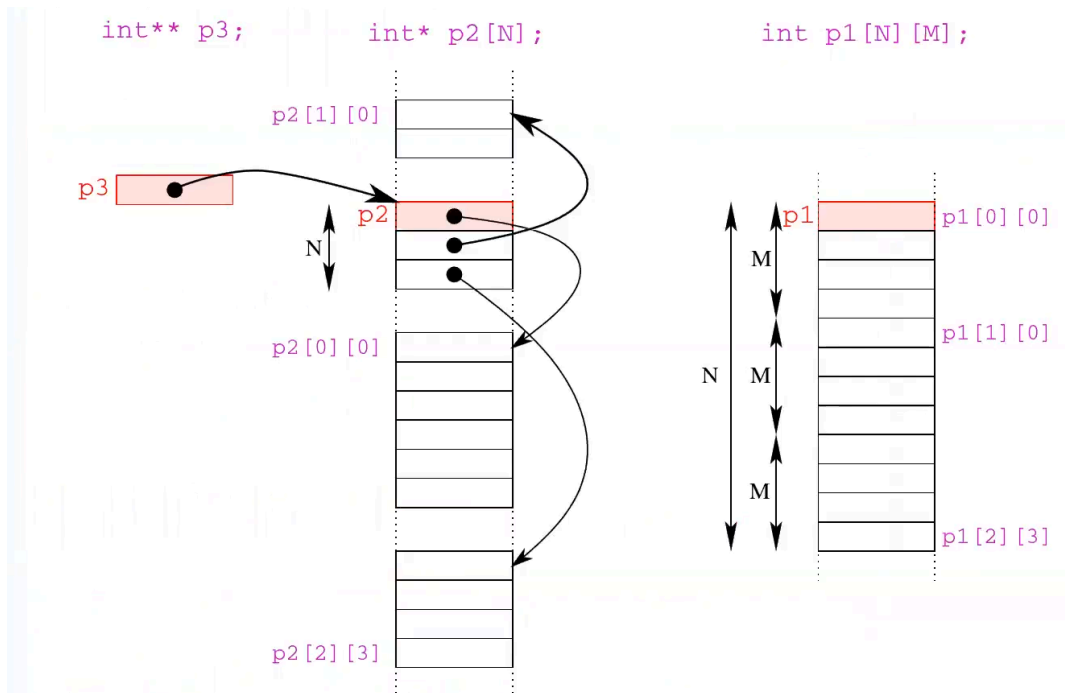 int** p3;
int* p2[N];
int p1[N][M];
p2[1][0]
p3
p2
N
p2[0][0]
p2[2][3]
p1
p1[0][0]
M
p1[1][0]
N
M
M
p1[2][3]